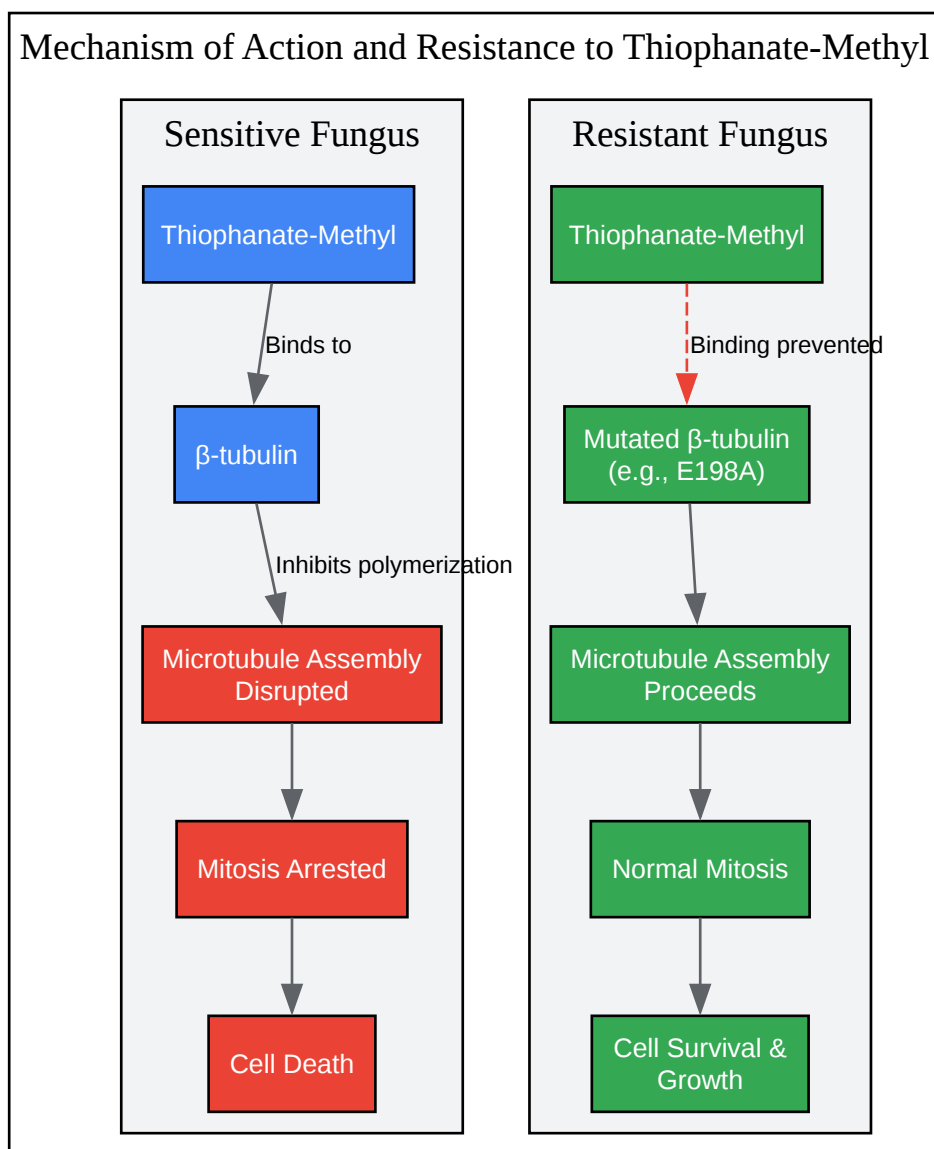 Mechanism of Action and Resistance to Thiophanate-Methyl
Sensitive Fungus
Thiophanate-Methyl
Binds to
β-tubulin
Inhibits polymerization
Microtubule Assembly
Disrupted
Mitosis Arrested
Cell Death
Resistant Fungus
Thiophanate-Methyl
Binding prevented
Mutated β-tubulin
(e.g., E198A)
Microtubule Assembly
Proceeds
Normal Mitosis
Cell Survival &
Growth